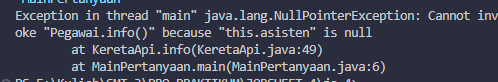 Exception in thread "main" java.lang.NullPointerException: Cannot inv
oke "Pegawai.info()" because "this.asisten" is null
at KeretaApi.info(KeretaApi.java:49)
at MainPertanyaan.main(MainPertanyaan.java:6)